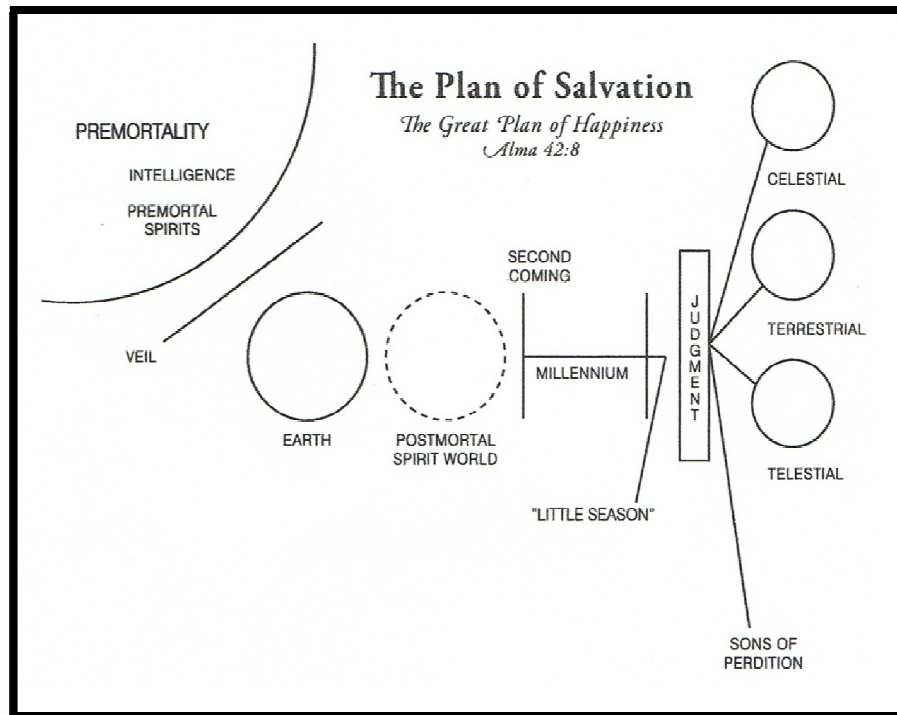 The Plan of Salvation
The Great Plan of Happiness
Alma 42:8
PREMORTALITY
INTELLIGENCE
PREMORTAL
SPIRITS
VEIL
EARTH
POSTMORTAL
SPIRIT WORLD
SECOND
COMING
MILLENNIUM
"LITTLE SEASON"
JUDGMENT
CELESTIAL
TERRESTRIAL
TELESTIAL
SONS OF
PERDITION